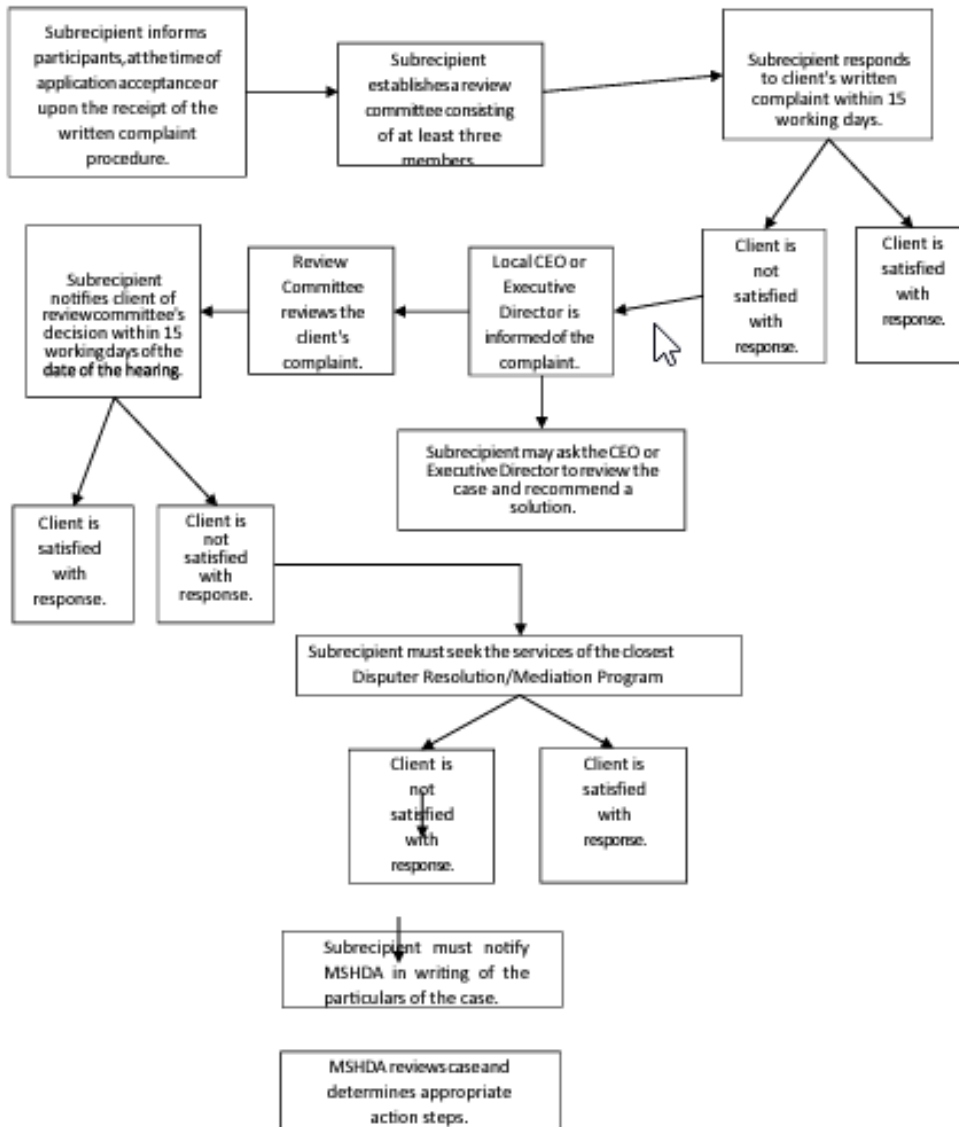 Subrecipient informs
participants, at the time of
application acceptance or
upon the receipt of the
written complaint
procedure.
Subrecipient
establishes a review
committee consisting
of at least three
members
Subrecipient responds
to client's written
complaint within 15
working days.
Client is
not
satisfied
with
response.
Client is
satisfied
with
response.
Local CEO or
Executive
Director is
informed of the
complaint.
Review
Committee
reviews the
client's
complaint.
Subrecipient
notifies client of
review committee's
decision within 15
working days of the
date of the hearing.
Subrecipient may ask the CEO or
Executive Director to review the
case and recommend a
solution.
Client is
satisfied
with
response.
Client is
not
satisfied
with
response.
Subrecipient must seek the services of the closest
Disputer Resolution/Mediation Program
Client is
not
satisfied
with
response.
Client is
satisfied
with
response.
Subrecipient must notify
MSHDA in writing of the
particulars of the case.
MSHDA reviews case and
determines appropriate
action steps.